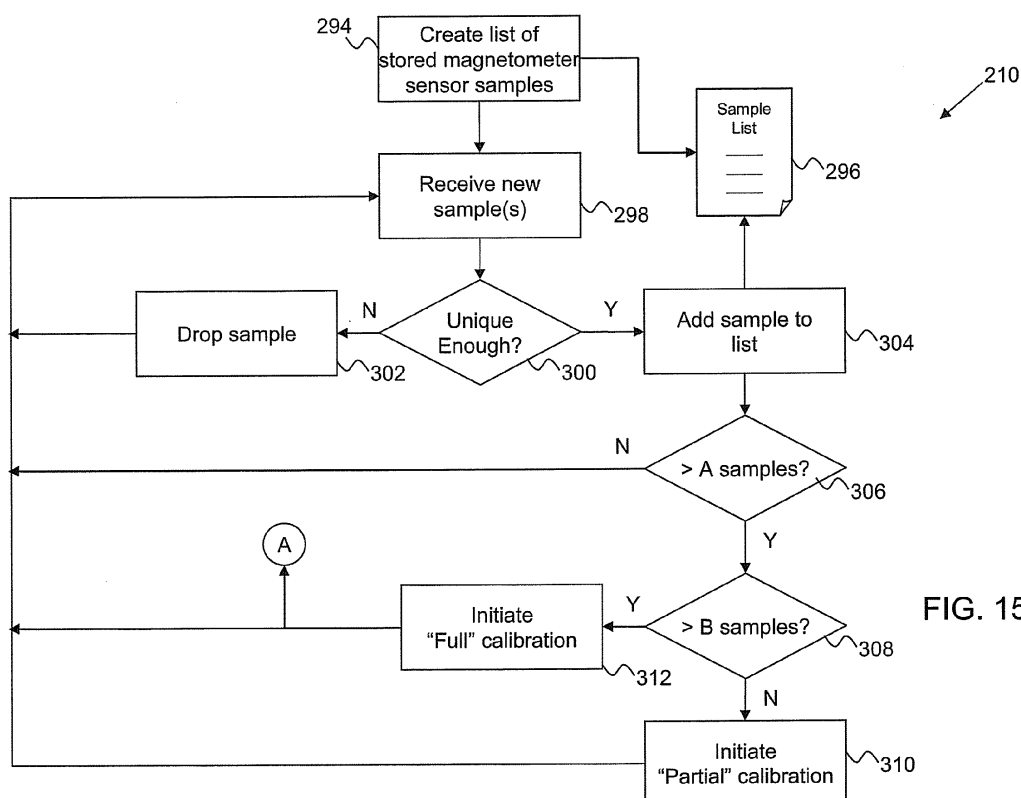 294
Create list of
stored magnetometer
sensor samples
210
Sample
List
296
Receive new
sample(s)
298
N
Unique
Enough?
300
Y
Drop sample
302
Add sample to
list
304
N
> A samples?
306
Y
A
Initiate
“Full” calibration
312
Y
> B samples?
308
FIG. 15
N
Initiate
“Partial” calibration
310